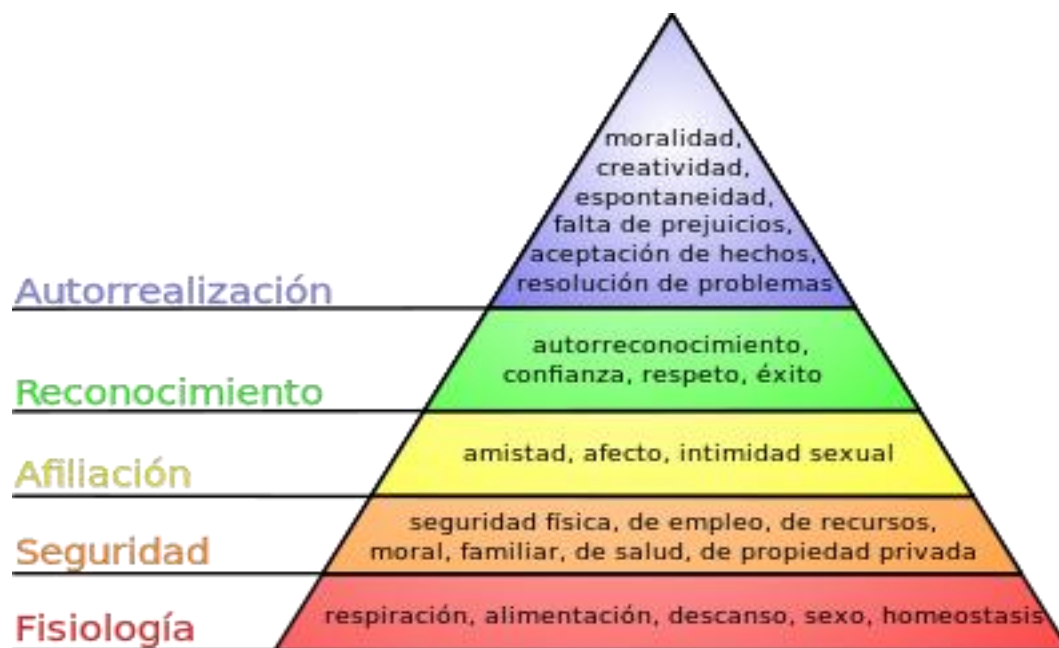 moralidad,
creatividad,
espontaneidad,
falta de prejuicios,
aceptación de hechos,
resolución de problemas
Autorrealización
autorreconocimiento,
confianza, respeto, éxito
Reconocimiento
amistad, afecto, intimidad sexual
Afiliación
seguridad física, de empleo, de recursos,
moral, familiar, de salud, de propiedad privada
Seguridad
respiración, alimentación, descanso, sexo, homeostasis
Fisiología